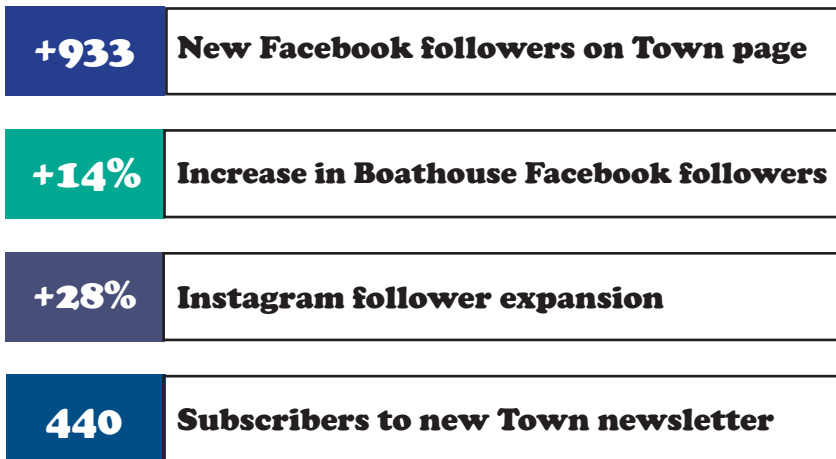 +933 New Facebook followers on Town page
+14% Increase in Boathouse Facebook followers
+28% Instagram follower expansion
440 Subscribers to new Town newsletter